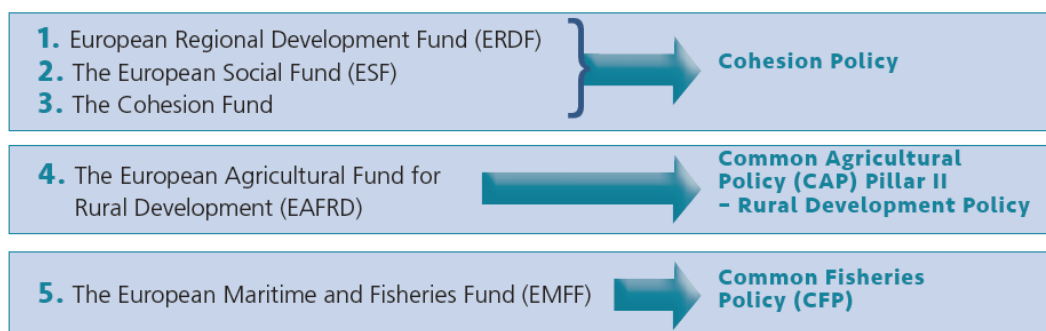 1. European Regional Development Fund (ERDF)
2. The European Social Fund (ESF)
3. The Cohesion Fund
Cohesion Policy
4. The European Agricultural Fund for
Rural Development (EAFRD)
Common Agricultural
Policy (CAP) Pillar II
– Rural Development Policy
5. The European Maritime and Fisheries Fund (EMFF)
Common Fisheries
Policy (CFP)